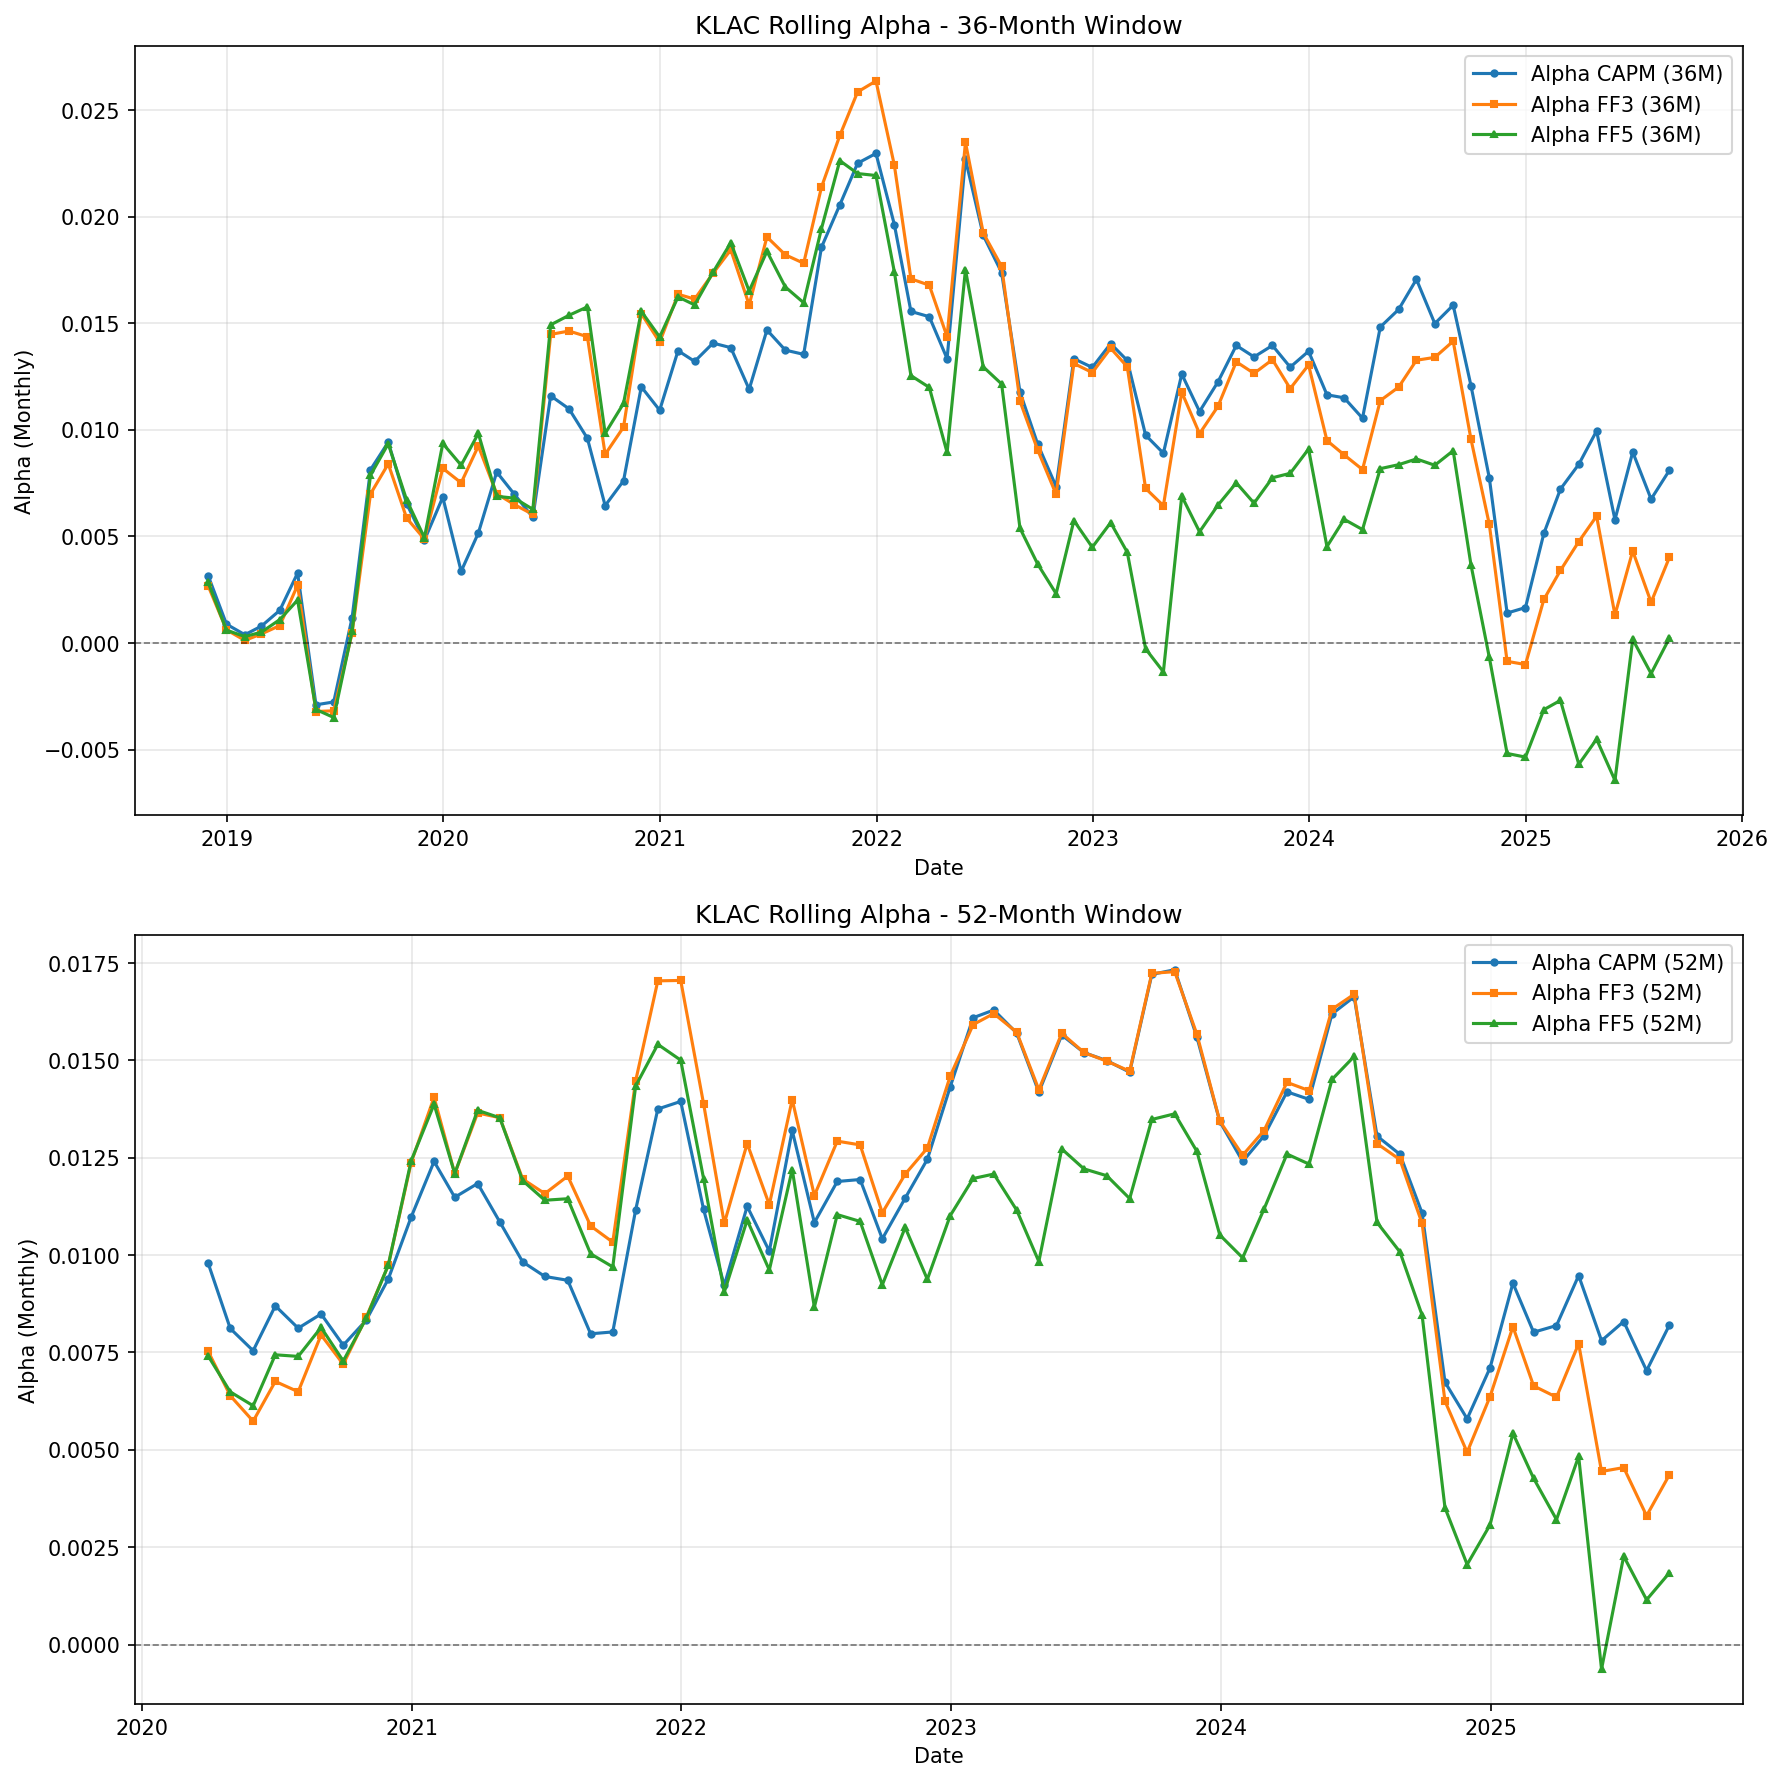 KLAC Rolling Alpha - 36-Month Window
Alpha CAPM (36M)
Alpha FF3 (36M)
Alpha FF5 (36M)
0.025
0.020
0.015
0.010
0.005
0.000
−0.005
Alpha (Monthly)
2019 2020 2021 2022 2023 2024 2025 2026
Date
KLAC Rolling Alpha - 52-Month Window
Alpha CAPM (52M)
Alpha FF3 (52M)
Alpha FF5 (52M)
0.0175
0.0150
0.0125
0.0100
0.0075
0.0050
0.0025
0.0000
Alpha (Monthly)
2020 2021 2022 2023 2024 2025
Date